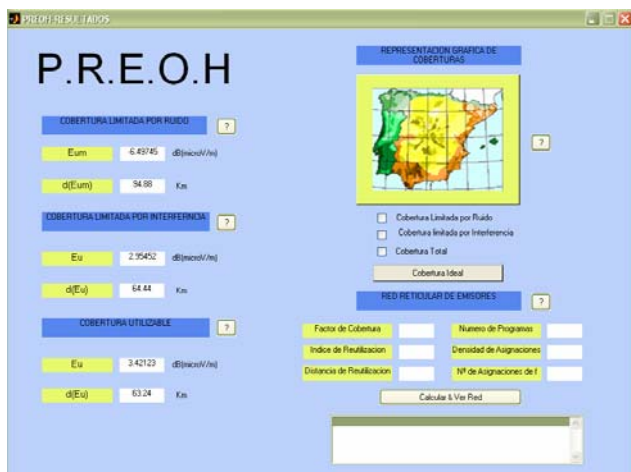 PREOH-RESULTADOS
P.R.E.O.H
COBERTURA LIMITADA POR RUIDO
?
Eum
-6.49745
dB(microV/m)
d(Eum)
94.88
Km
COBERTURA LIMITADA POR INTERFERNCIA
?
Eu
2.95452
dB(microV/m)
d(Eu)
64.44
Km
COBERTURA UTILIZABLE
?
Eu
3.42123
dB(microV/m)
d(Eu)
63.24
Km
REPRESENTACION GRAFICA DE
COBERTURAS
?
Cobertura Limitada por Ruido
Cobertura limitada por Interferencia
Cobertura Total
Cobertura Ideal
RED RETICULAR DE EMISORES
?
Factor de Cobertura
Numero de Programas
Indice de Reutilizacion
Densidad de Asignaciones
Distancia de Reutilizacion
Nº de Asignaciones de f
Calcular & Ver Red